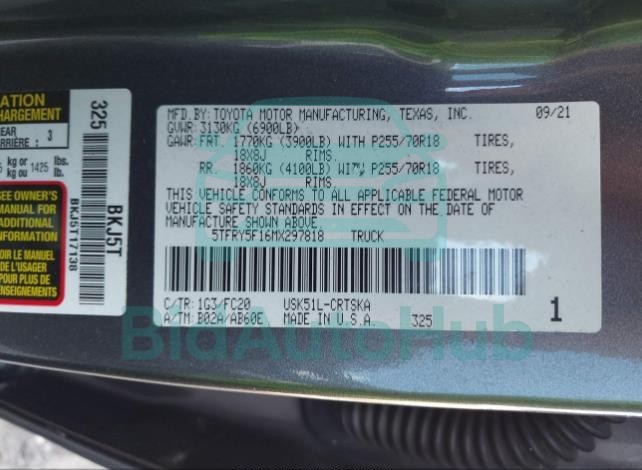 ATION
HARGEMENT
EAR
ARRIÈRE: 3
kg or 1425 lbs.
kg ou lb.
SEE OWNER'S
MANUAL FOR
ADDITIONAL
INFORMATION
VOIR LE MANUEL
DE L'USAGER
POUR PLUS DE
325
BKJ5T17138
BKJ5T
MFD.BY: TOYOTA MOTOR MANUFACTURING, TEXAS, INC. 09/21
GVWR: 3130KG (6900LB)
GAWR: FRT. 1770KG (3900LB) WITH P255/70R18 TIRES,
18X8J RIMS
RR. 1860KG (4100LB) WITH P255/70R18 TIRES,
18X8J RIMS
THIS VEHICLE CONFORMS TO ALL APPLICABLE FEDERAL MOTOR
VEHICLE SAFETY STANDARDS IN EFFECT ON THE DATE OF
MANUFACTURE SHOWN ABOVE.
5TFRY5F16MX297818 TRUCK
C/TR: 1G3/FC20 USK51L-CRTSKA
A/TM: B02A/AB60E MADE IN U.S.A. 325
1
BidAutoHub